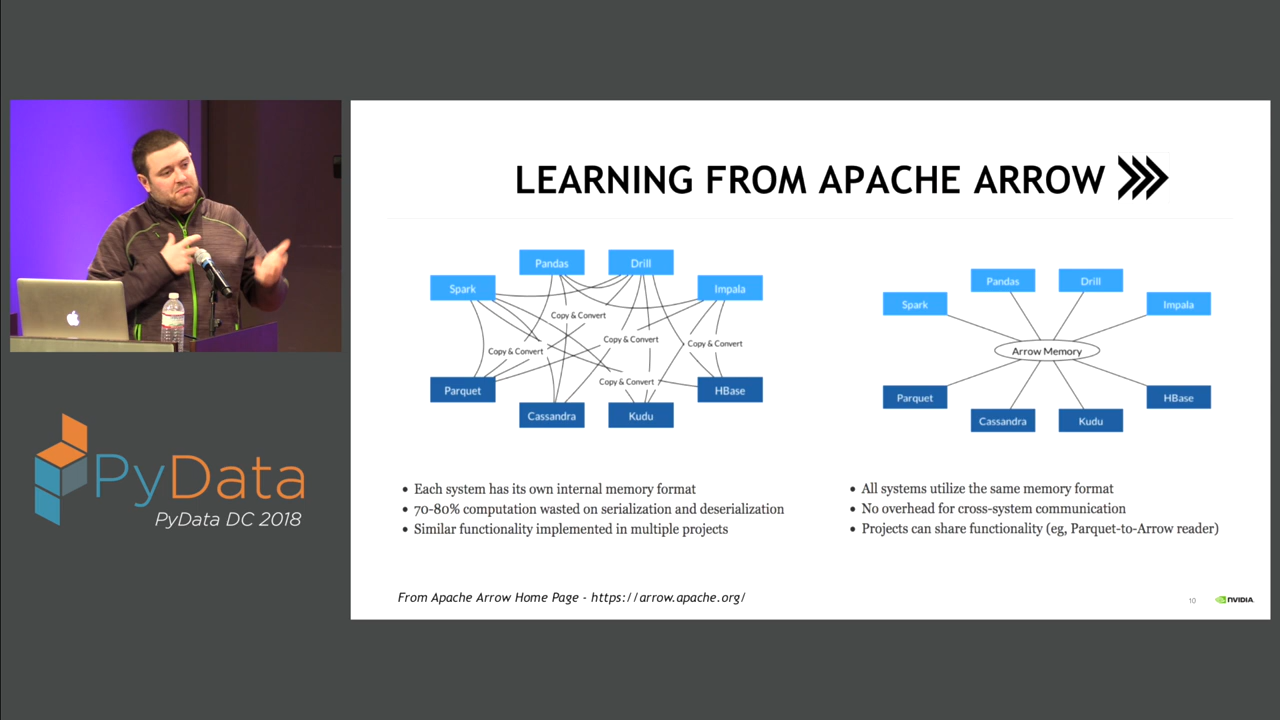 LEARNING FROM APACHE ARROW
Pandas
Drill
Spark
Impala
Copy & Convert
Copy & Convert
Copy & Convert
Copy & Convert
Copy & Convert
Parquet
HBase
Cassandra
Kudu
Pandas
Drill
Spark
Impala
Arrow Memory
Parquet
HBase
Cassandra
Kudu
• Each system has its own internal memory format
• 70-80% computation wasted on serialization and deserialization
• Similar functionality implemented in multiple projects
• All systems utilize the same memory format
• No overhead for cross-system communication
• Projects can share functionality (eg, Parquet-to-Arrow reader)
From Apache Arrow Home Page - https://arrow.apache.org/
10
NVIDIA
PyData
PyData DC 2018